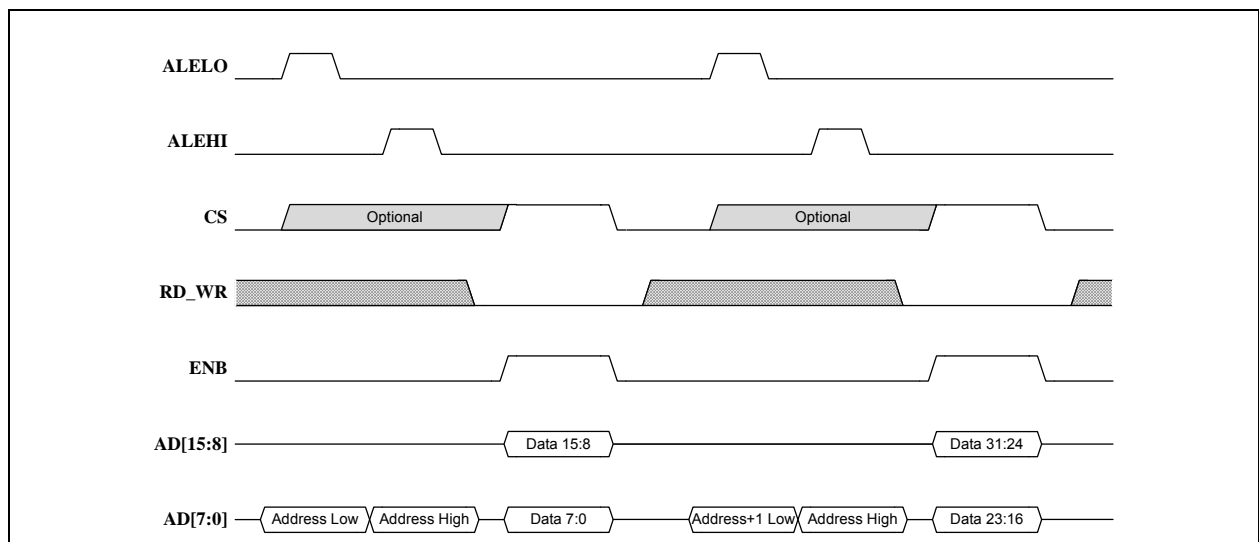 ALELO
ALEHI
CS Optional Optional
RD_WR
ENB
AD[15:8] Data 15:8 Data 31:24
AD[7:0] Address Low Address High Data 7:0 Address+1 Low Address High Data 23:16